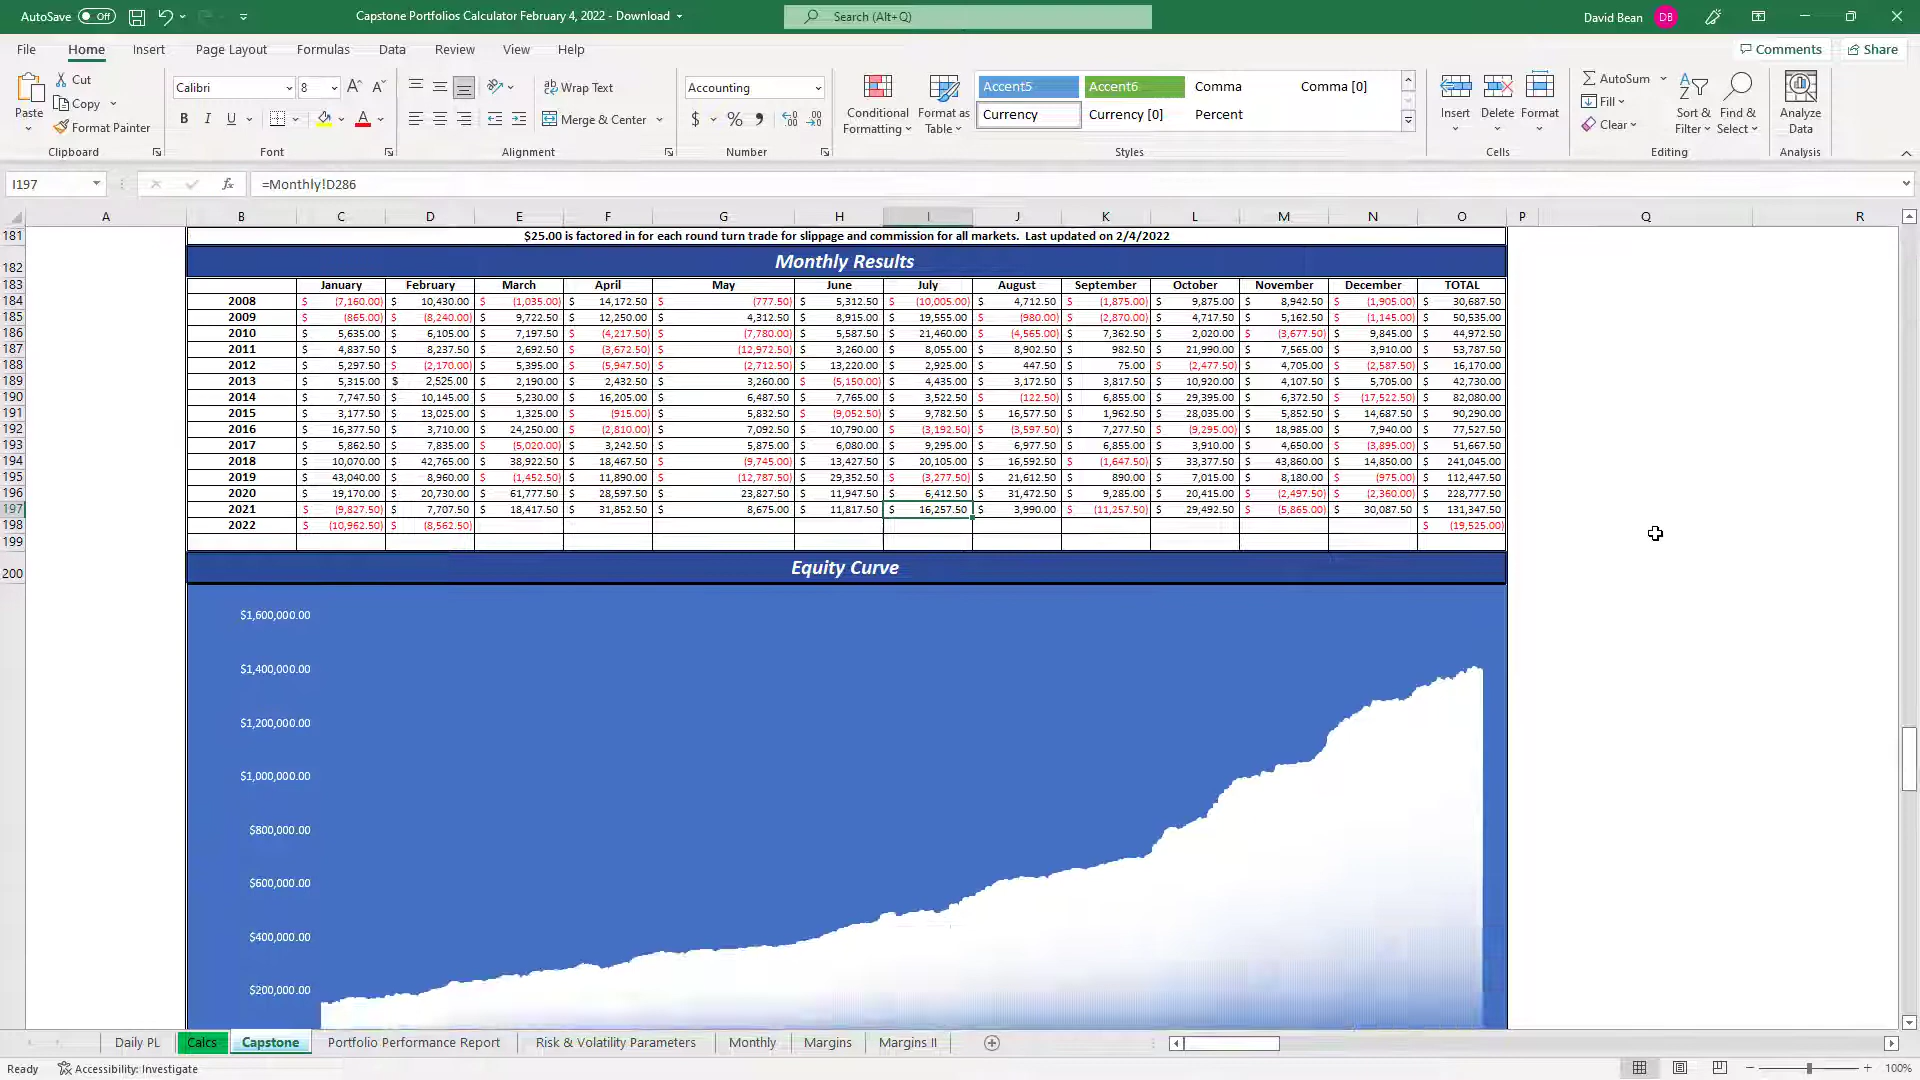 AutoSave Off Capstone Portfolios Calculator February 4, 2022 - Download Search (Alt+Q) David Bean DB
File Home Insert Page Layout Formulas Data Review View Help Comments Share
Paste Cut Copy Format Painter Clipboard
Calibri 8 B I U A Font
Wrap Text Merge & Center Alignment
Accounting $ % Number
Conditional Formatting Format as Table
Accent5 Accent6 Comma Comma [0]
Currency Currency [0] Percent
Styles
Insert Delete Format Cells
AutoSum Fill Clear Sort & Filter Find & Select Editing
Analyze Data Analysis
I197 fx =Monthly!D286
A B C D E F G H I J K L M N O P Q R
181 $25.00 is factored in for each round turn trade for slippage and commission for all markets. Last updated on 2/4/2022
182 Monthly Results
183 January February March April May June July August September October November December TOTAL
184 2008 $ (7,160.00) $ 10,430.00 $ (1,035.00) $ 14,172.50 $ (777.50) $ 5,312.50 $ (10,005.00) $ 4,712.50 $ (1,875.00) $ 9,875.00 $ 8,942.50 $ (1,905.00) $ 30,687.50
185 2009 $ (865.00) $ (8,240.00) $ 9,722.50 $ 12,250.00 $ 4,312.50 $ 8,915.00 $ 19,555.00 $ (980.00) $ (2,870.00) $ 4,717.50 $ 5,162.50 $ (1,145.00) $ 50,535.00
186 2010 $ 5,635.00 $ 6,105.00 $ 7,197.50 $ (4,217.50) $ (7,780.00) $ 5,587.50 $ 21,460.00 $ (4,565.00) $ 7,362.50 $ 2,020.00 $ (3,677.50) $ 9,845.00 $ 44,972.50
187 2011 $ 4,837.50 $ 8,237.50 $ 2,692.50 $ (3,672.50) $ (12,972.50) $ 3,260.00 $ 8,055.00 $ 8,902.50 $ 982.50 $ 21,990.00 $ 7,565.00 $ 3,910.00 $ 53,787.50
188 2012 $ 5,297.50 $ (2,170.00) $ 5,395.00 $ (5,947.50) $ (2,712.50) $ 13,220.00 $ 2,925.00 $ 447.50 $ 75.00 $ (2,477.50) $ 4,705.00 $ (2,587.50) $ 16,170.00
189 2013 $ 5,315.00 $ 2,525.00 $ 2,190.00 $ 2,432.50 $ 3,260.00 $ (5,150.00) $ 4,435.00 $ 3,172.50 $ 3,817.50 $ 10,920.00 $ 4,107.50 $ 5,705.00 $ 42,730.00
190 2014 $ 7,747.50 $ 10,145.00 $ 5,230.00 $ 16,205.00 $ 6,487.50 $ 7,765.00 $ 3,522.50 $ (122.50) $ 6,855.00 $ 29,395.00 $ 6,372.50 $ (17,522.50) $ 82,080.00
191 2015 $ 3,177.50 $ 13,025.00 $ 1,325.00 $ (915.00) $ 5,832.50 $ (9,052.50) $ 9,782.50 $ 16,577.50 $ 1,962.50 $ 28,035.00 $ 5,852.50 $ 14,687.50 $ 90,290.00
192 2016 $ 16,377.50 $ 3,710.00 $ 24,250.00 $ (2,810.00) $ 7,092.50 $ 10,790.00 $ (3,192.50) $ (3,597.50) $ 7,277.50 $ (9,295.00) $ 18,985.00 $ 7,940.00 $ 77,527.50
193 2017 $ 5,862.50 $ 7,835.00 $ (5,020.00) $ 3,242.50 $ 5,875.00 $ 6,080.00 $ 9,295.00 $ 6,977.50 $ 6,855.00 $ 3,910.00 $ 4,650.00 $ (3,895.00) $ 51,667.50
194 2018 $ 10,070.00 $ 42,765.00 $ 38,922.50 $ 18,467.50 $ (9,745.00) $ 13,427.50 $ 20,105.00 $ 16,592.50 $ (1,647.50) $ 33,377.50 $ 43,860.00 $ 14,850.00 $ 241,045.00
195 2019 $ 43,040.00 $ 8,960.00 $ (1,452.50) $ 11,890.00 $ (12,787.50) $ 29,352.50 $ (3,277.50) $ 21,612.50 $ 890.00 $ 7,015.00 $ 8,180.00 $ (975.00) $ 112,447.50
196 2020 $ 19,170.00 $ 20,730.00 $ 61,777.50 $ 28,597.50 $ 23,827.50 $ 11,947.50 $ 6,412.50 $ 31,472.50 $ 9,285.00 $ 20,415.00 $ (2,497.50) $ (2,360.00) $ 228,777.50
197 2021 $ (9,827.50) $ 7,707.50 $ 18,417.50 $ 31,852.50 $ 8,675.00 $ 11,817.50 $ 16,257.50 $ 3,990.00 $ (11,257.50) $ 29,492.50 $ (5,865.00) $ 30,087.50 $ 131,347.50
198 2022 $ (10,962.50) $ (8,562.50) $ (19,525.00)
199
200 Equity Curve
$1,600,000.00
$1,400,000.00
$1,200,000.00
$1,000,000.00
$800,000.00
$600,000.00
$400,000.00
$200,000.00
Daily PL Calcs Capstone Portfolio Performance Report Risk & Volatility Parameters Monthly Margins Margins II
Ready Accessibility: Investigate 100%